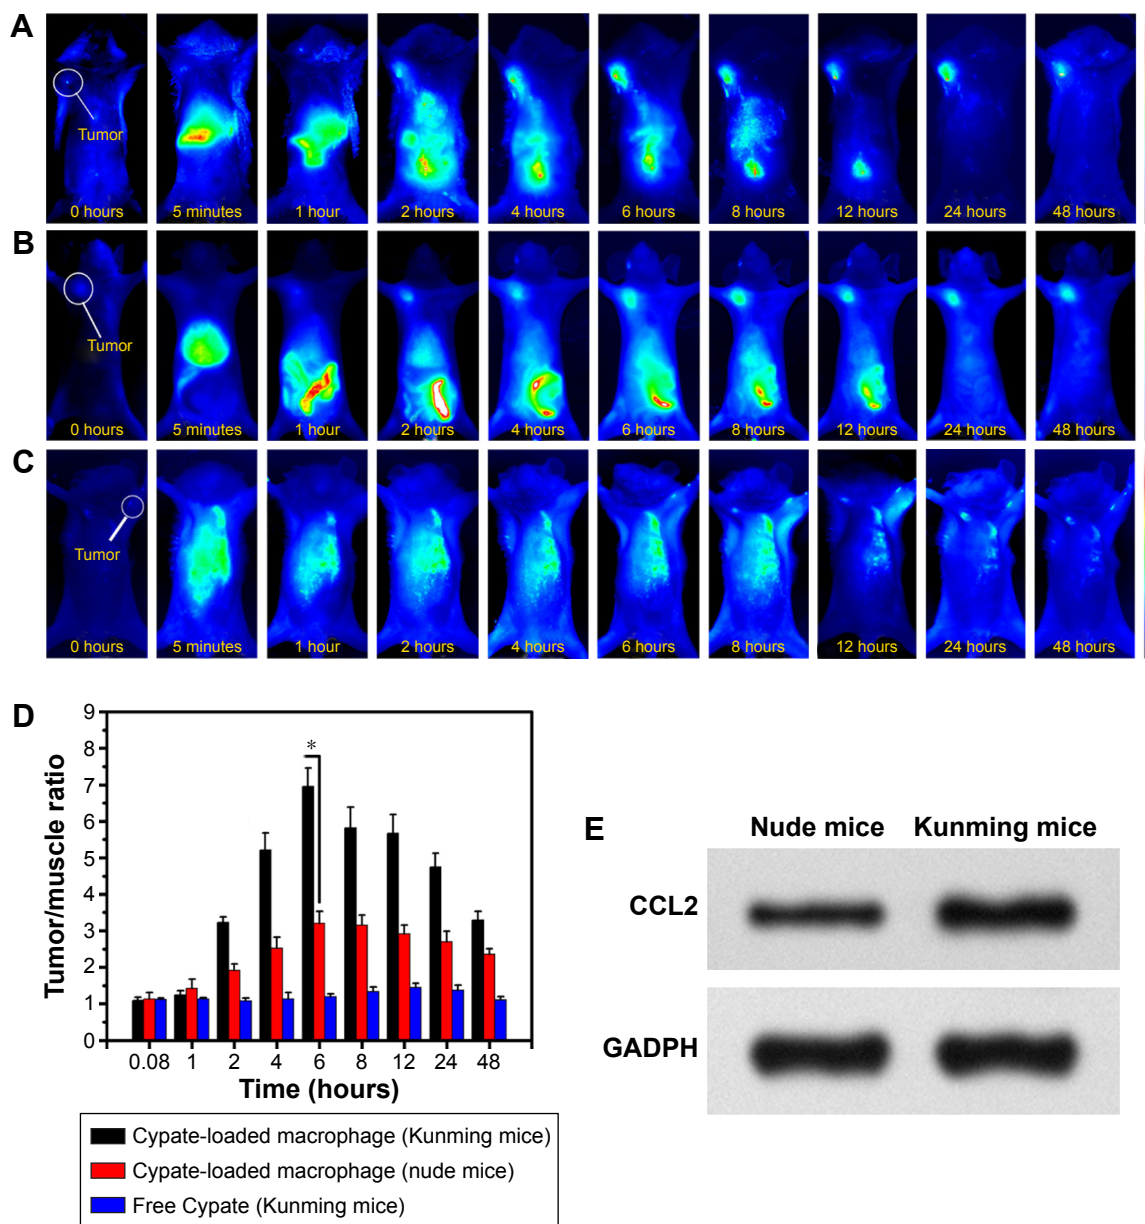 A
Tumor
0 hours 5 minutes 1 hour 2 hours 4 hours 6 hours 8 hours 12 hours 24 hours 48 hours
B
Tumor
0 hours 5 minutes 1 hour 2 hours 4 hours 6 hours 8 hours 12 hours 24 hours 48 hours
C
Tumor
0 hours 5 minutes 1 hour 2 hours 4 hours 6 hours 8 hours 12 hours 24 hours 48 hours
D
Tumor/muscle ratio
9
8
7
6
5
4
3
2
1
0
*
0.08 1 2 4 6 8 12 24 48
Time (hours)
Cypate-loaded macrophage (Kunming mice)
Cypate-loaded macrophage (nude mice)
Free Cypate (Kunming mice)
E
Nude mice Kunming mice
CCL2
GADPH